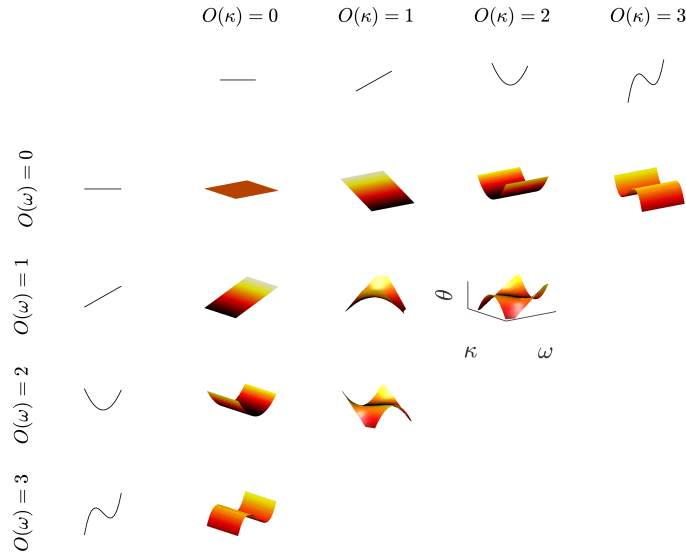 O(κ) = 0 O(κ) = 1 O(κ) = 2 O(κ) = 3
O(ω) = 0
O(ω) = 1
θ
κ ω
O(ω) = 2
O(ω) = 3